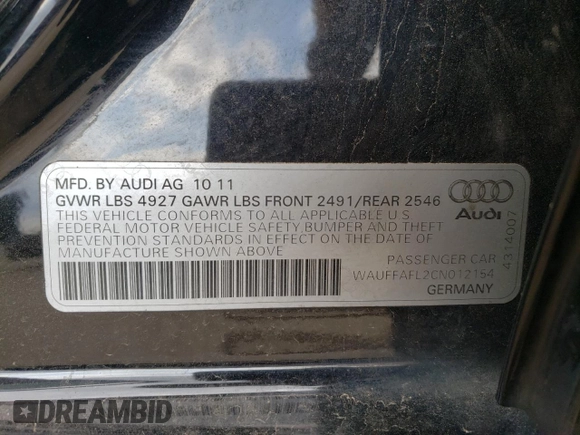 MFD. BY AUDI AG 10 11
GVWR LBS 4927 GAWR LBS FRONT 2491/REAR 2546
THIS VEHICLE CONFORMS TO ALL APPLICABLE U S
FEDERAL MOTOR VEHICLE SAFETY,BUMPER AND THEFT
PREVENTION STANDARDS IN EFFECT ON THE DATE OF
MANUFACTURE SHOWN ABOVE
Audi
4314007
PASSENGER CAR
WAUFFAFL2CN012154
GERMANY
DREAMBID